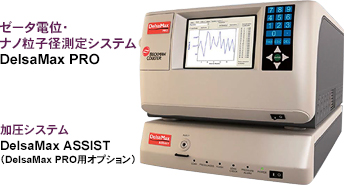 ゼータ電位・
ナノ粒子径測定システム
DelsaMax PRO
加圧システム
DelsaMax ASSIST
(DelsaMax PRO用オプション)
DelsaMax
PRO
BECKMAN
COULTER
DelsaMax
ASSIST